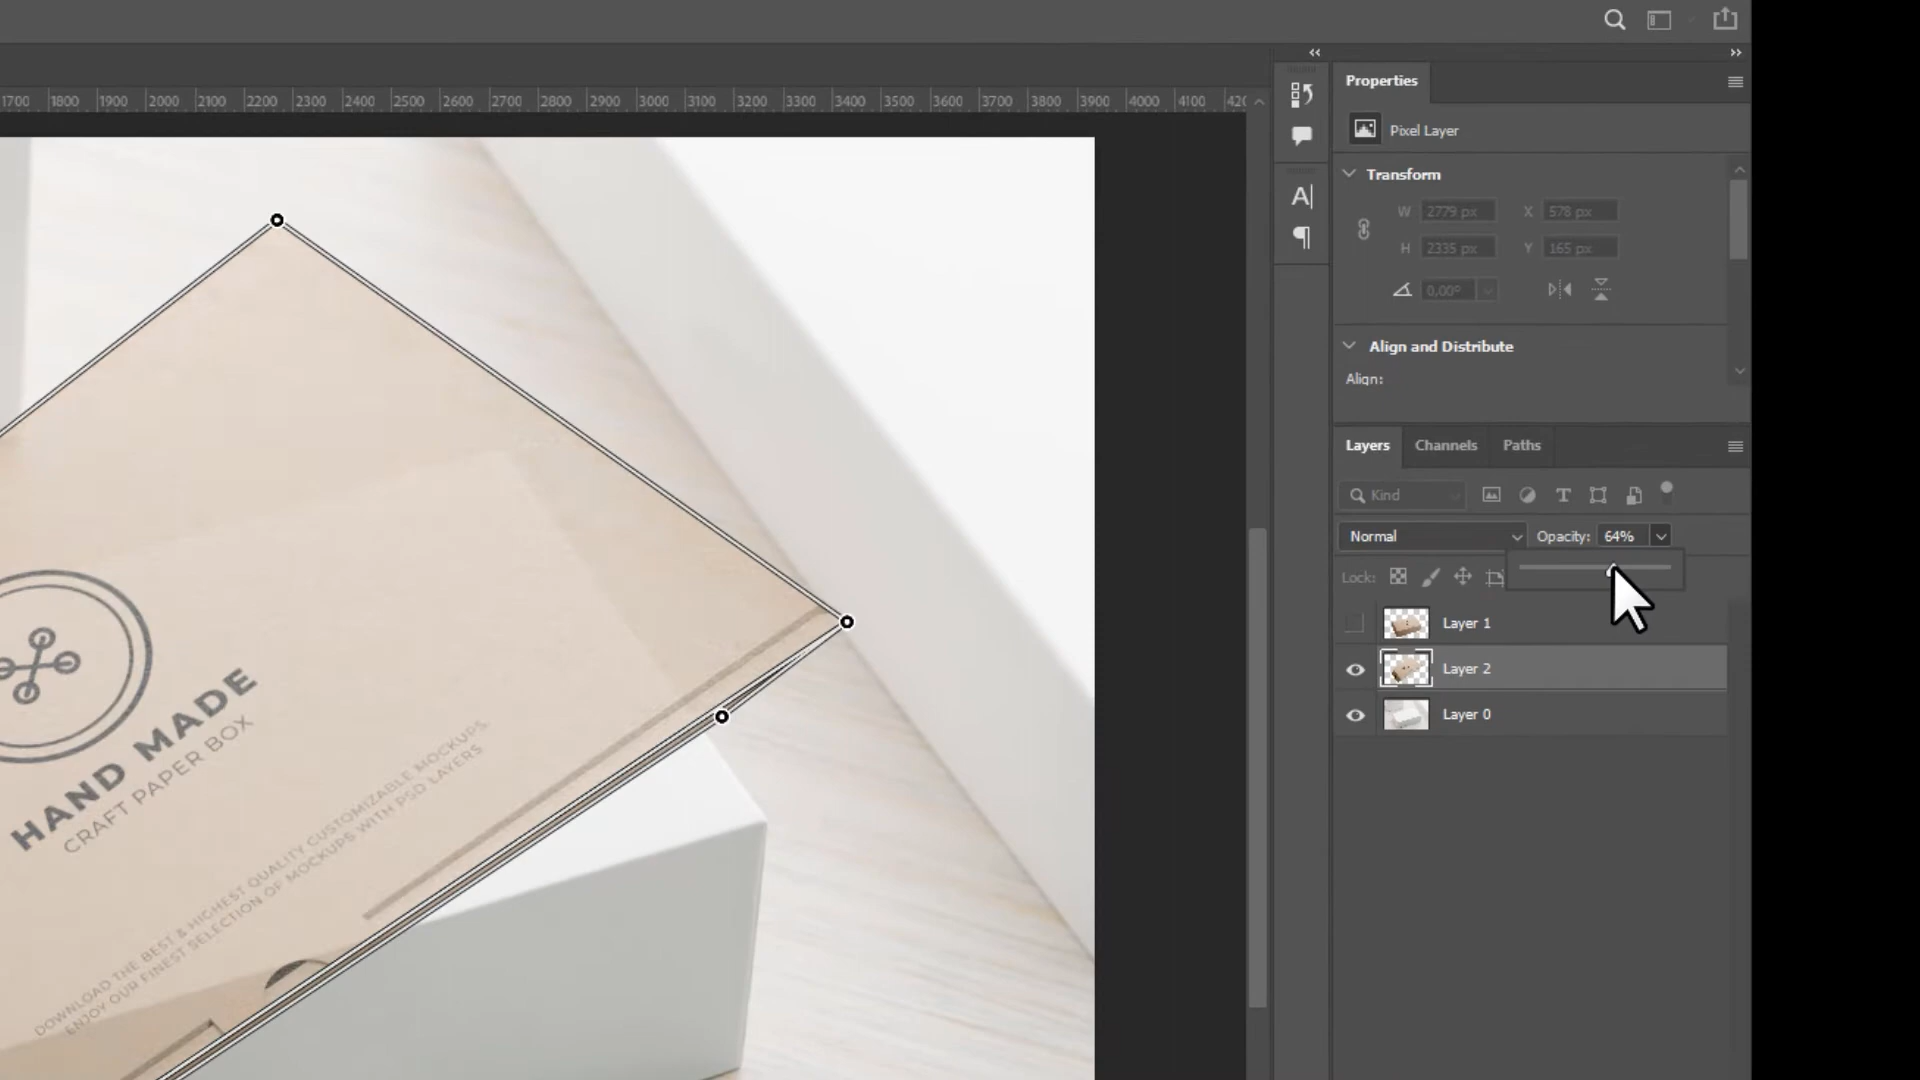 1700 1800 1900 2000 2100 2200 2300 2400 2500 2600 2700 2800 2900 3000 3100 3200 3300 3400 3500 3600 3700 3800 3900 4000 4100
Properties
Pixel Layer
Transform
W 2779 px X 578 px
H 2335 px Y 165 px
0,00°
Align and Distribute
Align:
Layers Channels Paths
Kind
Normal Opacity: 64%
Lock:
Layer 1
Layer 2
Layer 0
HAND MADE
CRAFT PAPER BOX
DOWNLOAD THE BEST & HIGHEST QUALITY CUSTOMIZABLE MOCKUPS,
ENJOY OUR FINEST SELECTION OF MOCKUPS WITH PSD LAYERS